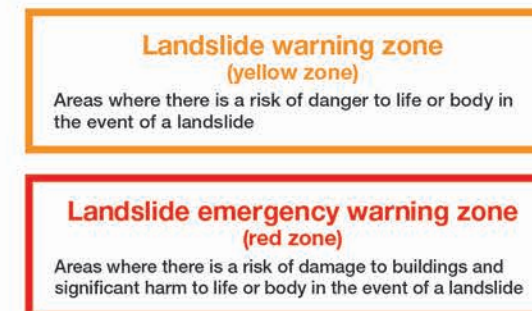 Landslide warning zone
(yellow zone)
Areas where there is a risk of danger to life or body in
the event of a landslide
Landslide emergency warning zone
(red zone)
Areas where there is a risk of damage to buildings and
significant harm to life or body in the event of a landslide